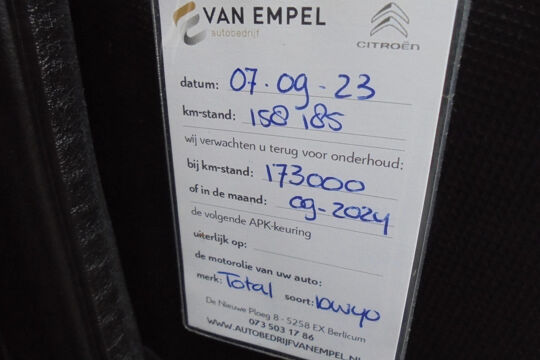 VAN EMPEL
autobedrijf
CITROËN
datum: 07-09-23
km-stand: 158 185
wij verwachten u terug voor onderhoud:
bij km-stand: 173000
of in de maand: 09-2024
de volgende APK-keuring
uiterlijk op:
de motorolie van uw auto:
merk: Total soort: 10w40
De Nieuwe Ploeg 8 - 5258 EX Berlicum
073 503 17 86
WWW.AUTOBEDRIJFVANEMPEL.NL